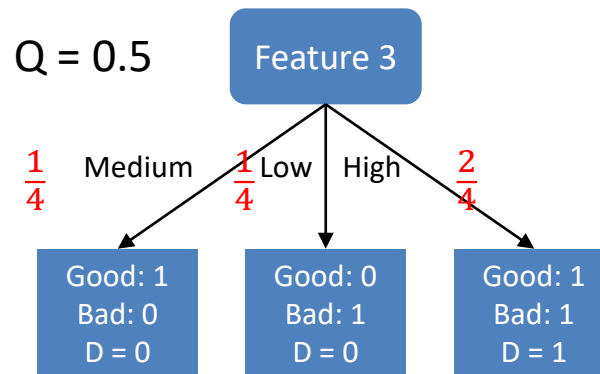 Q = 0.5
Feature 3
1/4 Medium 1/4 Low High 2/4
Good: 1
Bad: 0
D = 0
Good: 0
Bad: 1
D = 0
Good: 1
Bad: 1
D = 1